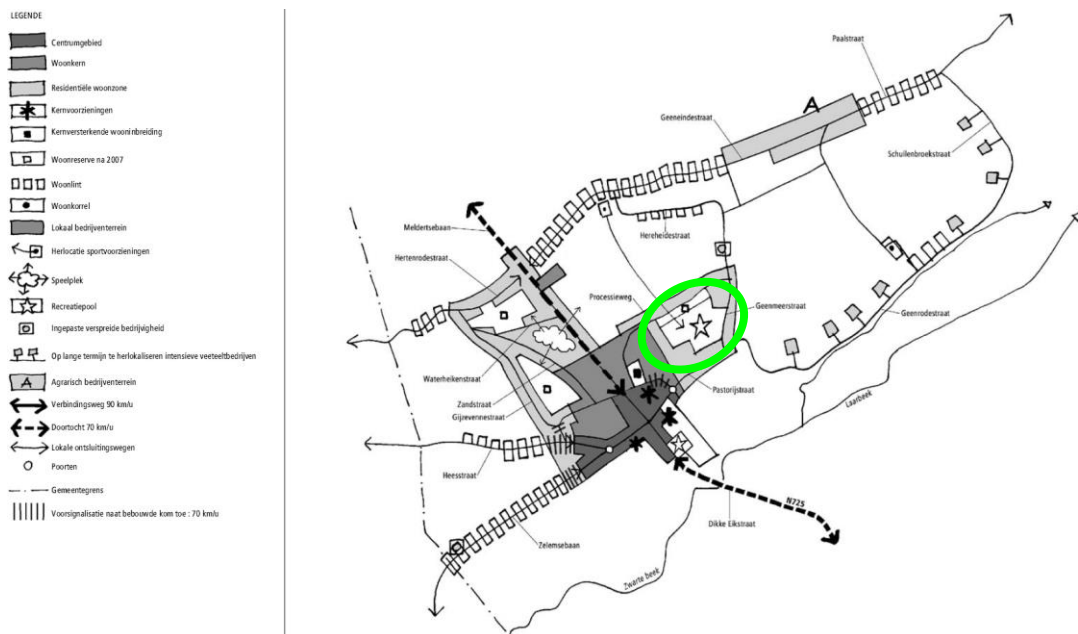 LEGENDE
Centrumgebied
Woonkern
Residentiële woonzone
Kernvoorzieningen
Kernversterkende wooninbreiding
Woonreserve na 2007
Woonlint
Woonkorrel
Lokaal bedrijventerrein
Herlocatie sportvoorzieningen
Speelplek
Recreatiepool
Ingepaste verspreide bedrijvigheid
Op lange termijn te herlokaliseren intensieve veeteeltbedrijven
A
Agrarisch bedrijventerrein
Verbindingsweg 90 km/u
Doortocht 70 km/u
Lokale ontsluitingswegen
Poorten
Gemeentegrens
Voorsignalisatie naat bebouwde kom toe : 70 km/u
Paalstraat
A
Geeneindestraat
Schuilenbroekstraat
Meldertsebaan
Hereheidestraat
Hertenrodestraat
Processieweg
Geenmeerstraat
Geenrodestraat
Waterheikenstraat
Pastorijstraat
Zandstraat
Gijzevennestraat
Laarbeek
Heesstraat
N725
Dikke Eikstraat
Zelemsebaan
Zwarte beek